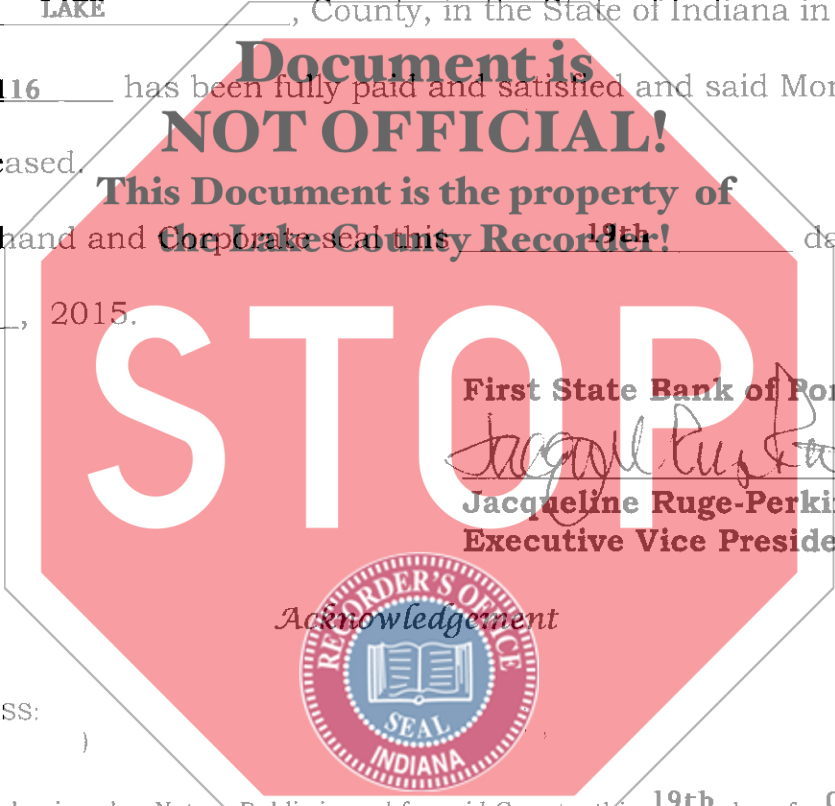 LAKE , County, in the State of Indiana in
Document is
116 has been fully paid and satisfied and said Mor
NOT OFFICIAL!
eased.
This Document is the property of
the Lake County Recorder!
hand and Corporate seal this 19th da
, 2015.
STOP
First State Bank of Por
Jacqueline Ruge-Perki
Executive Vice Preside
RECORDER'S OFFICE
Acknowledgement
SEAL
INDIANA
SS:
)
19th